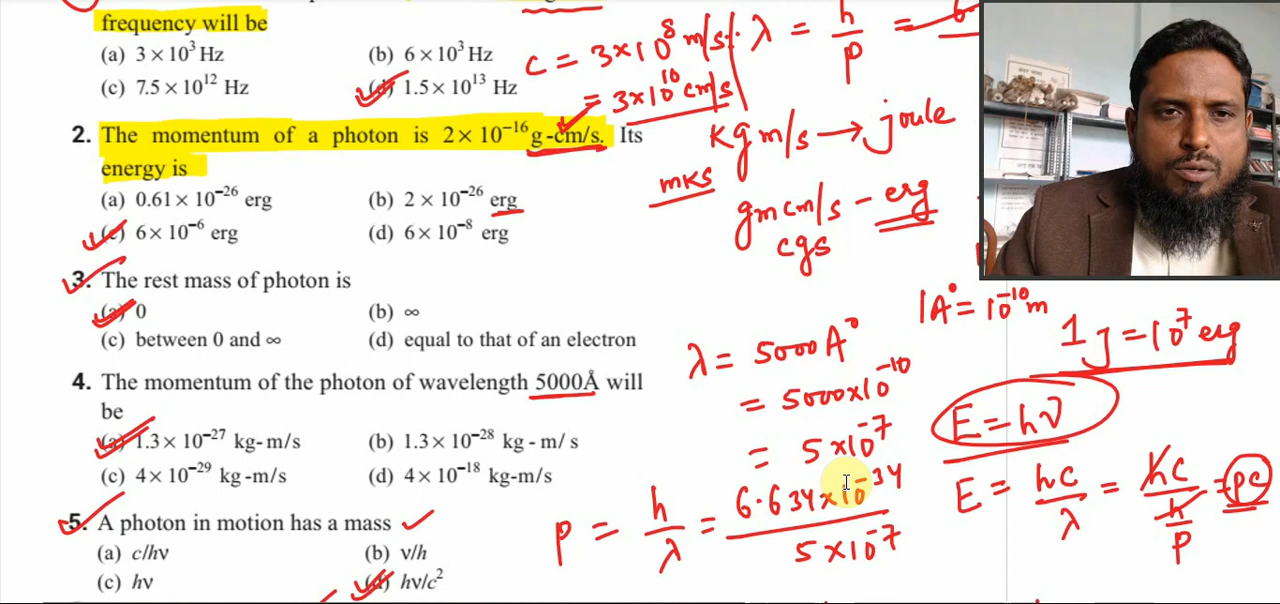 frequency will be
(a) 3 × 10³ Hz (b) 6 × 10³ Hz
(c) 7.5 × 10¹² Hz (d) 1.5 × 10¹³ Hz
2. The momentum of a photon is 2 × 10⁻¹⁶ g-cm/s. Its
energy is
(a) 0.61 × 10⁻²⁶ erg (b) 2 × 10⁻²⁶ erg
(c) 6 × 10⁻⁶ erg (d) 6 × 10⁻⁸ erg
3. The rest mass of photon is
(a) 0 (b) ∞
(c) between 0 and ∞ (d) equal to that of an electron
4. The momentum of the photon of wavelength 5000Å will
be
(a) 1.3 × 10⁻²⁷ kg-m/s (b) 1.3 × 10⁻²⁸ kg - m/ s
(c) 4 × 10⁻²⁹ kg -m/s (d) 4 × 10⁻¹⁸ kg-m/s
5. A photon in motion has a mass
(a) c/hν (b) ν/h
(c) hν (d) hν/c²
c = 3×10⁸ m/s
= 3×10¹⁰ cm/s
λ = h/p =
kg m/s → joule
mks
gm cm/s - erg
cgs
1A° = 10⁻¹⁰ m
1 J = 10⁷ erg
λ = 5000 A°
= 5000×10⁻¹⁰
= 5×10⁻⁷
p = h/λ = 6.634×10⁻³⁴ / 5×10⁻⁷
E = hν
E = hc/λ = hc/(h/p) = pc